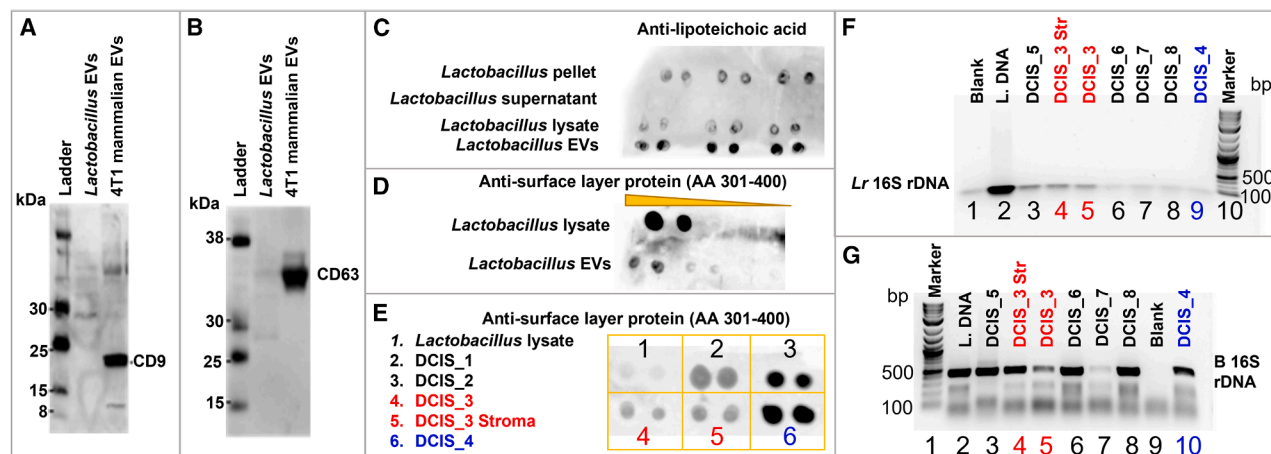 A
Ladder
Lactobacillus EVs
4T1 mammalian EVs
kDa
30
25
15
8
CD9
B
Ladder
Lactobacillus EVs
4T1 mammalian EVs
kDa
38
30
25
15
CD63
C
Anti-lipoteichoic acid
Lactobacillus pellet
Lactobacillus supernatant
Lactobacillus lysate
Lactobacillus EVs
D
Anti-surface layer protein (AA 301-400)
Lactobacillus lysate
Lactobacillus EVs
E
Anti-surface layer protein (AA 301-400)
1. Lactobacillus lysate
2. DCIS_1
3. DCIS_2
4. DCIS_3
5. DCIS_3 Stroma
6. DCIS_4
1 2 3
4 5 6
F
Blank
L. DNA
DCIS_5
DCIS_3 Str
DCIS_3
DCIS_6
DCIS_7
DCIS_8
DCIS_4
Marker
bp
Lr 16S rDNA
500
100
1 2 3 4 5 6 7 8 9 10
G
bp
Marker
L. DNA
DCIS_5
DCIS_3 Str
DCIS_3
DCIS_6
DCIS_7
DCIS_8
Blank
DCIS_4
500
100
B 16S
rDNA
1 2 3 4 5 6 7 8 9 10